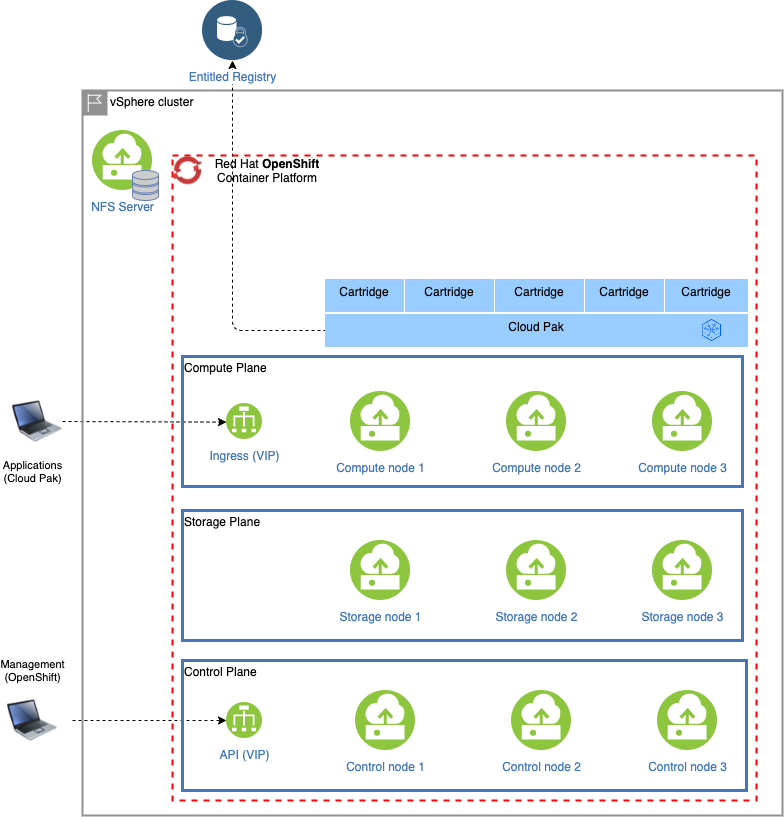 Entitled Registry
vSphere cluster
NFS Server
Red Hat OpenShift
Container Platform
Cartridge
Cartridge
Cartridge
Cartridge
Cartridge
Cloud Pak
Compute Plane
Ingress (VIP)
Compute node 1
Compute node 2
Compute node 3
Applications
(Cloud Pak)
Storage Plane
Storage node 1
Storage node 2
Storage node 3
Management
(OpenShift)
Control Plane
API (VIP)
Control node 1
Control node 2
Control node 3